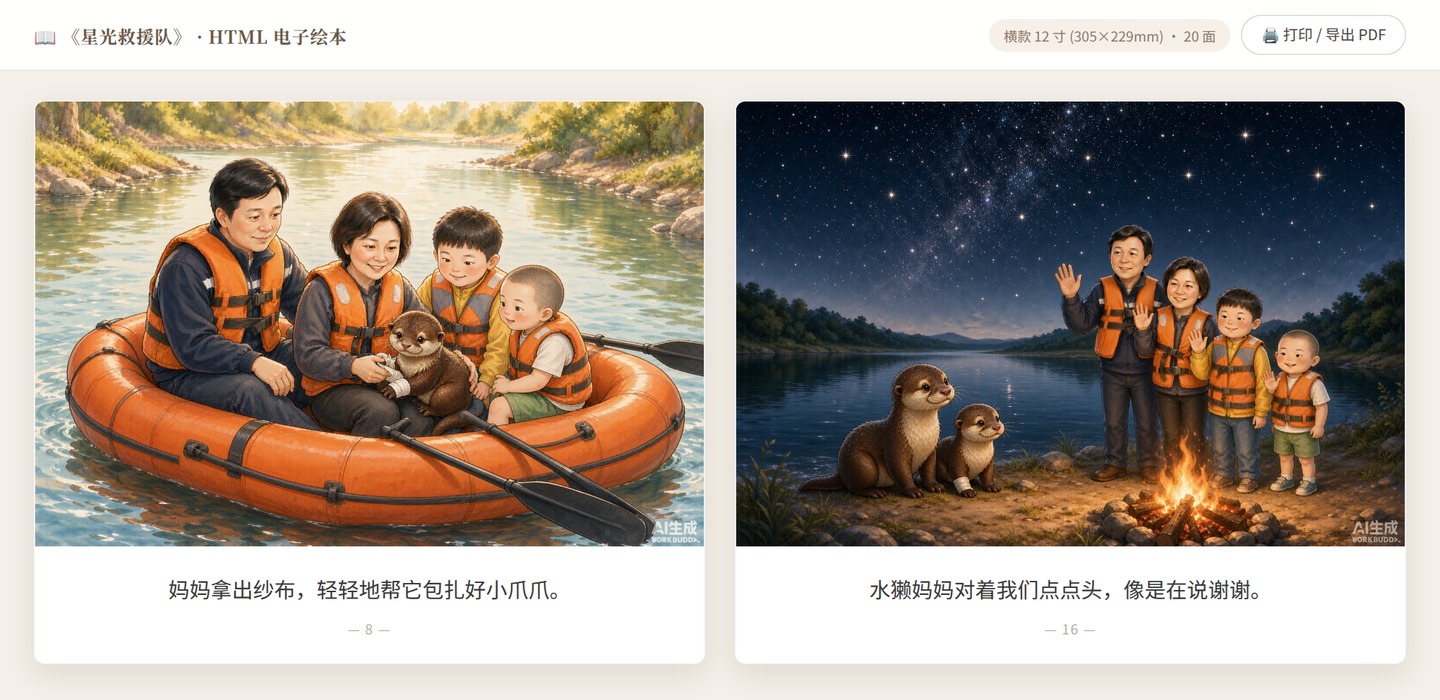 📖 《星光救援队》 · HTML 电子绘本
横款 12 寸 (305×229mm) · 20 面
🖨️ 打印 / 导出 PDF
AI生成
WORKBUDDY
妈妈拿出纱布，轻轻地帮它包扎好小爪爪。
— 8 —
AI生成
WORKBUDDY
水獭妈妈对着我们点点头，像是在说谢谢。
— 16 —